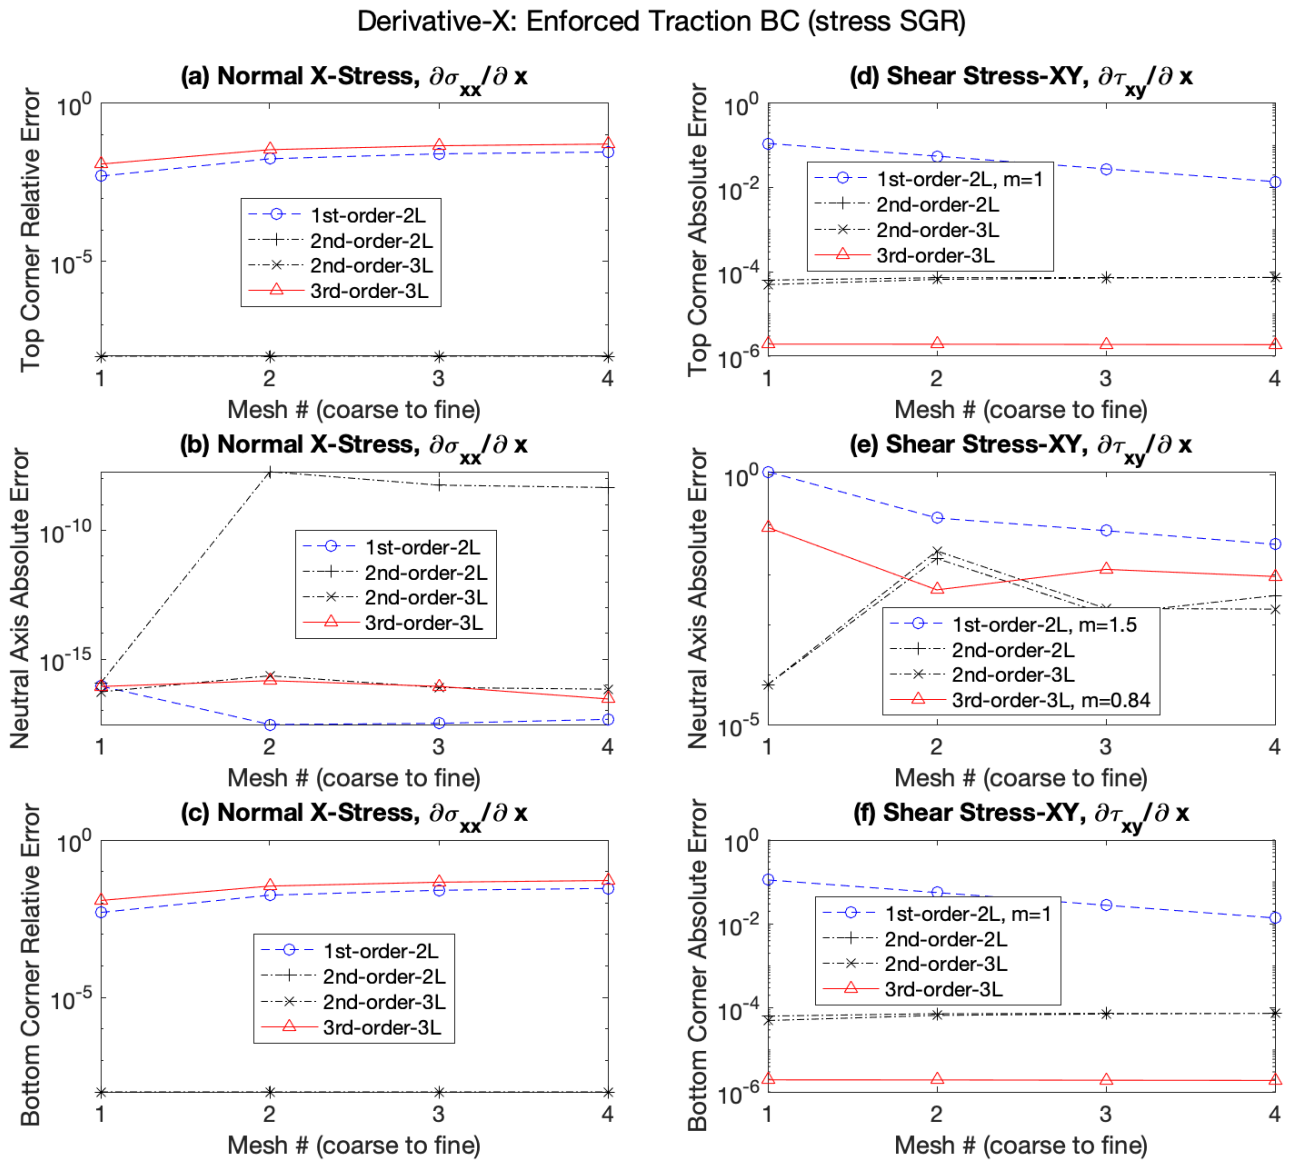 Derivative-X: Enforced Traction BC (stress SGR)
(a) Normal X-Stress, ∂σxx/∂ x
Top Corner Relative Error
10^0
10^-5
1st-order-2L
2nd-order-2L
2nd-order-3L
3rd-order-3L
1 2 3 4
Mesh # (coarse to fine)
(d) Shear Stress-XY, ∂τxy/∂ x
Top Corner Absolute Error
10^0
10^-2
10^-4
10^-6
1st-order-2L, m=1
2nd-order-2L
2nd-order-3L
3rd-order-3L
1 2 3 4
Mesh # (coarse to fine)
(b) Normal X-Stress, ∂σxx/∂ x
Neutral Axis Absolute Error
10^-10
10^-15
1st-order-2L
2nd-order-2L
2nd-order-3L
3rd-order-3L
1 2 3 4
Mesh # (coarse to fine)
(e) Shear Stress-XY, ∂τxy/∂ x
Neutral Axis Absolute Error
10^0
10^-5
1st-order-2L, m=1.5
2nd-order-2L
2nd-order-3L
3rd-order-3L, m=0.84
1 2 3 4
Mesh # (coarse to fine)
(c) Normal X-Stress, ∂σxx/∂ x
Bottom Corner Relative Error
10^0
10^-5
1st-order-2L
2nd-order-2L
2nd-order-3L
3rd-order-3L
1 2 3 4
Mesh # (coarse to fine)
(f) Shear Stress-XY, ∂τxy/∂ x
Bottom Corner Absolute Error
10^0
10^-2
10^-4
10^-6
1st-order-2L, m=1
2nd-order-2L
2nd-order-3L
3rd-order-3L
1 2 3 4
Mesh # (coarse to fine)